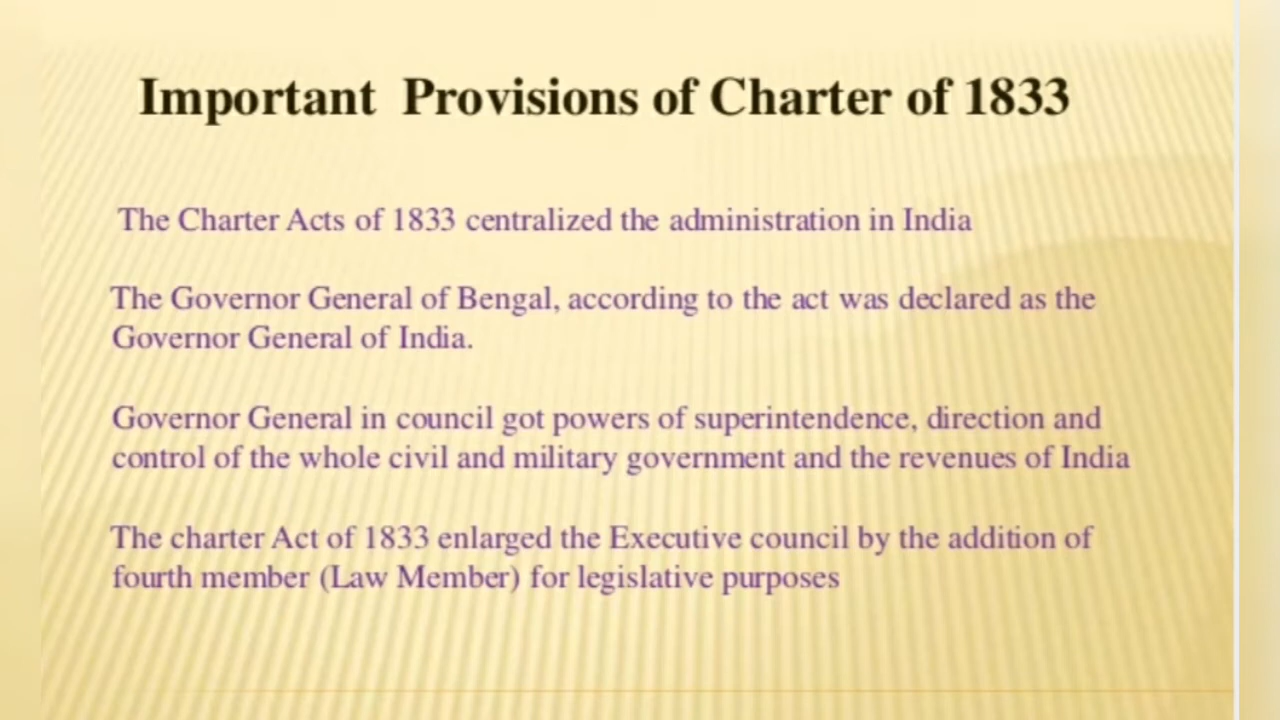 Important Provisions of Charter of 1833
The Charter Acts of 1833 centralized the administration in India
The Governor General of Bengal, according to the act was declared as the
Governor General of India.
Governor General in council got powers of superintendence, direction and
control of the whole civil and military government and the revenues of India
The charter Act of 1833 enlarged the Executive council by the addition of
fourth member (Law Member) for legislative purposes